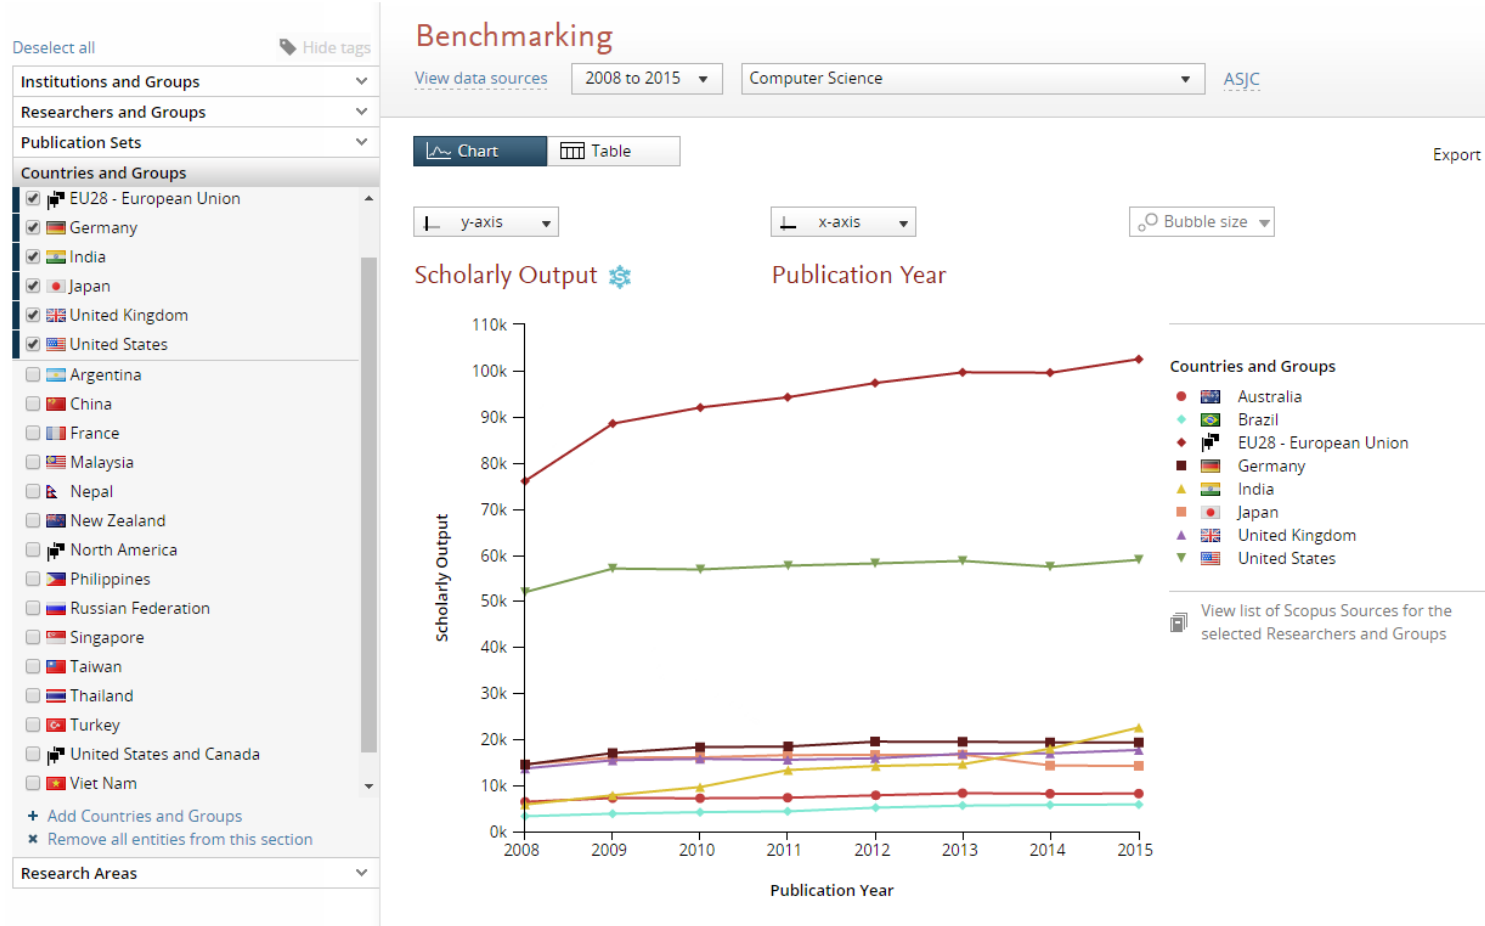 Deselect all
Hide tags
Institutions and Groups
Researchers and Groups
Publication Sets
Countries and Groups
EU28 - European Union
Germany
India
Japan
United Kingdom
United States
Argentina
China
France
Malaysia
Nepal
New Zealand
North America
Philippines
Russian Federation
Singapore
Taiwan
Thailand
Turkey
United States and Canada
Viet Nam
+ Add Countries and Groups
× Remove all entities from this section
Research Areas
Benchmarking
View data sources
2008 to 2015
Computer Science
ASJC
Chart
Table
Export
y-axis
x-axis
Bubble size
Scholarly Output S
Publication Year
110k
100k
90k
80k
70k
60k
50k
40k
30k
20k
10k
0k
Scholarly Output
2008 2009 2010 2011 2012 2013 2014 2015
Publication Year
Countries and Groups
Australia
Brazil
EU28 - European Union
Germany
India
Japan
United Kingdom
United States
View list of Scopus Sources for the
selected Researchers and Groups